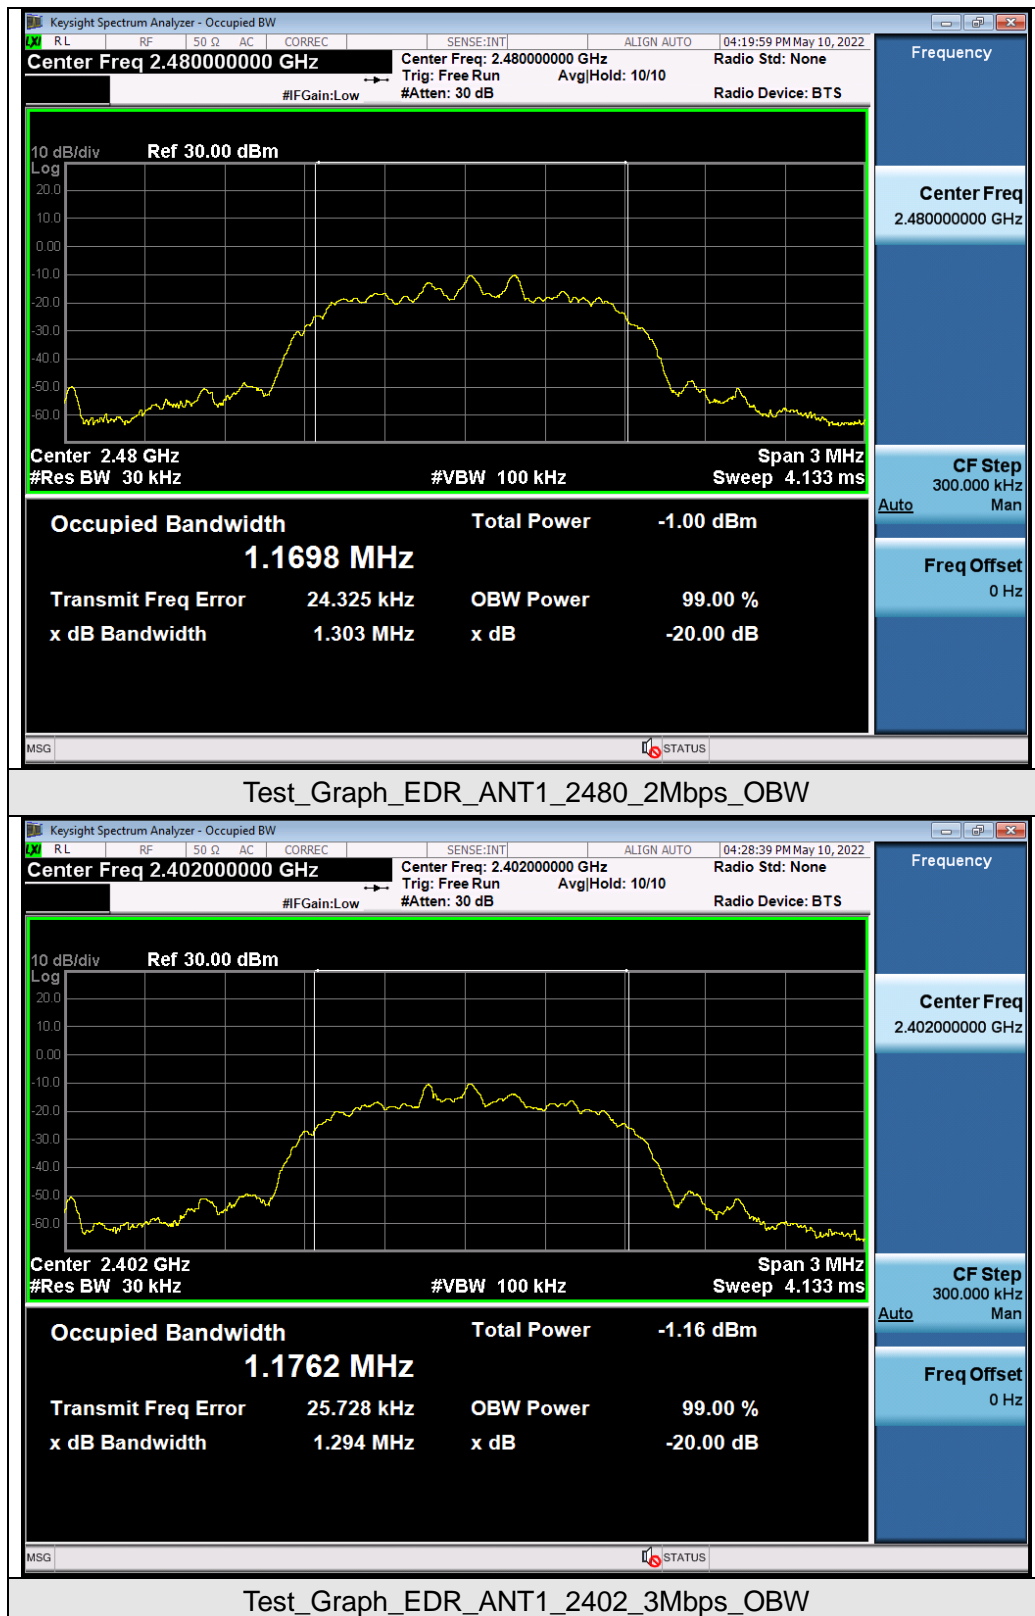 Keysight Spectrum Analyzer - Occupied BW
LXI RL RF 50 Ω AC CORREC SENSE:INT ALIGN AUTO 04:19:59 PM May 10, 2022
Center Freq 2.480000000 GHz
Center Freq: 2.480000000 GHz Radio Std: None
Trig: Free Run Avg|Hold: 10/10
#IFGain:Low #Atten: 30 dB Radio Device: BTS
Frequency
10 dB/div Ref 30.00 dBm
Log
20.0
10.0
0.00
-10.0
-20.0
-30.0
-40.0
-50.0
-60.0
Center Freq
2.480000000 GHz
Center 2.48 GHz Span 3 MHz
#Res BW 30 kHz #VBW 100 kHz Sweep 4.133 ms
CF Step
300.000 kHz
Auto Man
Freq Offset
0 Hz
Occupied Bandwidth Total Power -1.00 dBm
1.1698 MHz
Transmit Freq Error 24.325 kHz OBW Power 99.00 %
x dB Bandwidth 1.303 MHz x dB -20.00 dB
MSG STATUS
Test_Graph_EDR_ANT1_2480_2Mbps_OBW
Keysight Spectrum Analyzer - Occupied BW
LXI RL RF 50 Ω AC CORREC SENSE:INT ALIGN AUTO 04:28:39 PM May 10, 2022
Center Freq 2.402000000 GHz
Center Freq: 2.402000000 GHz Radio Std: None
Trig: Free Run Avg|Hold: 10/10
#IFGain:Low #Atten: 30 dB Radio Device: BTS
Frequency
10 dB/div Ref 30.00 dBm
Log
20.0
10.0
0.00
-10.0
-20.0
-30.0
-40.0
-50.0
-60.0
Center Freq
2.402000000 GHz
Center 2.402 GHz Span 3 MHz
#Res BW 30 kHz #VBW 100 kHz Sweep 4.133 ms
CF Step
300.000 kHz
Auto Man
Freq Offset
0 Hz
Occupied Bandwidth Total Power -1.16 dBm
1.1762 MHz
Transmit Freq Error 25.728 kHz OBW Power 99.00 %
x dB Bandwidth 1.294 MHz x dB -20.00 dB
MSG STATUS
Test_Graph_EDR_ANT1_2402_3Mbps_OBW